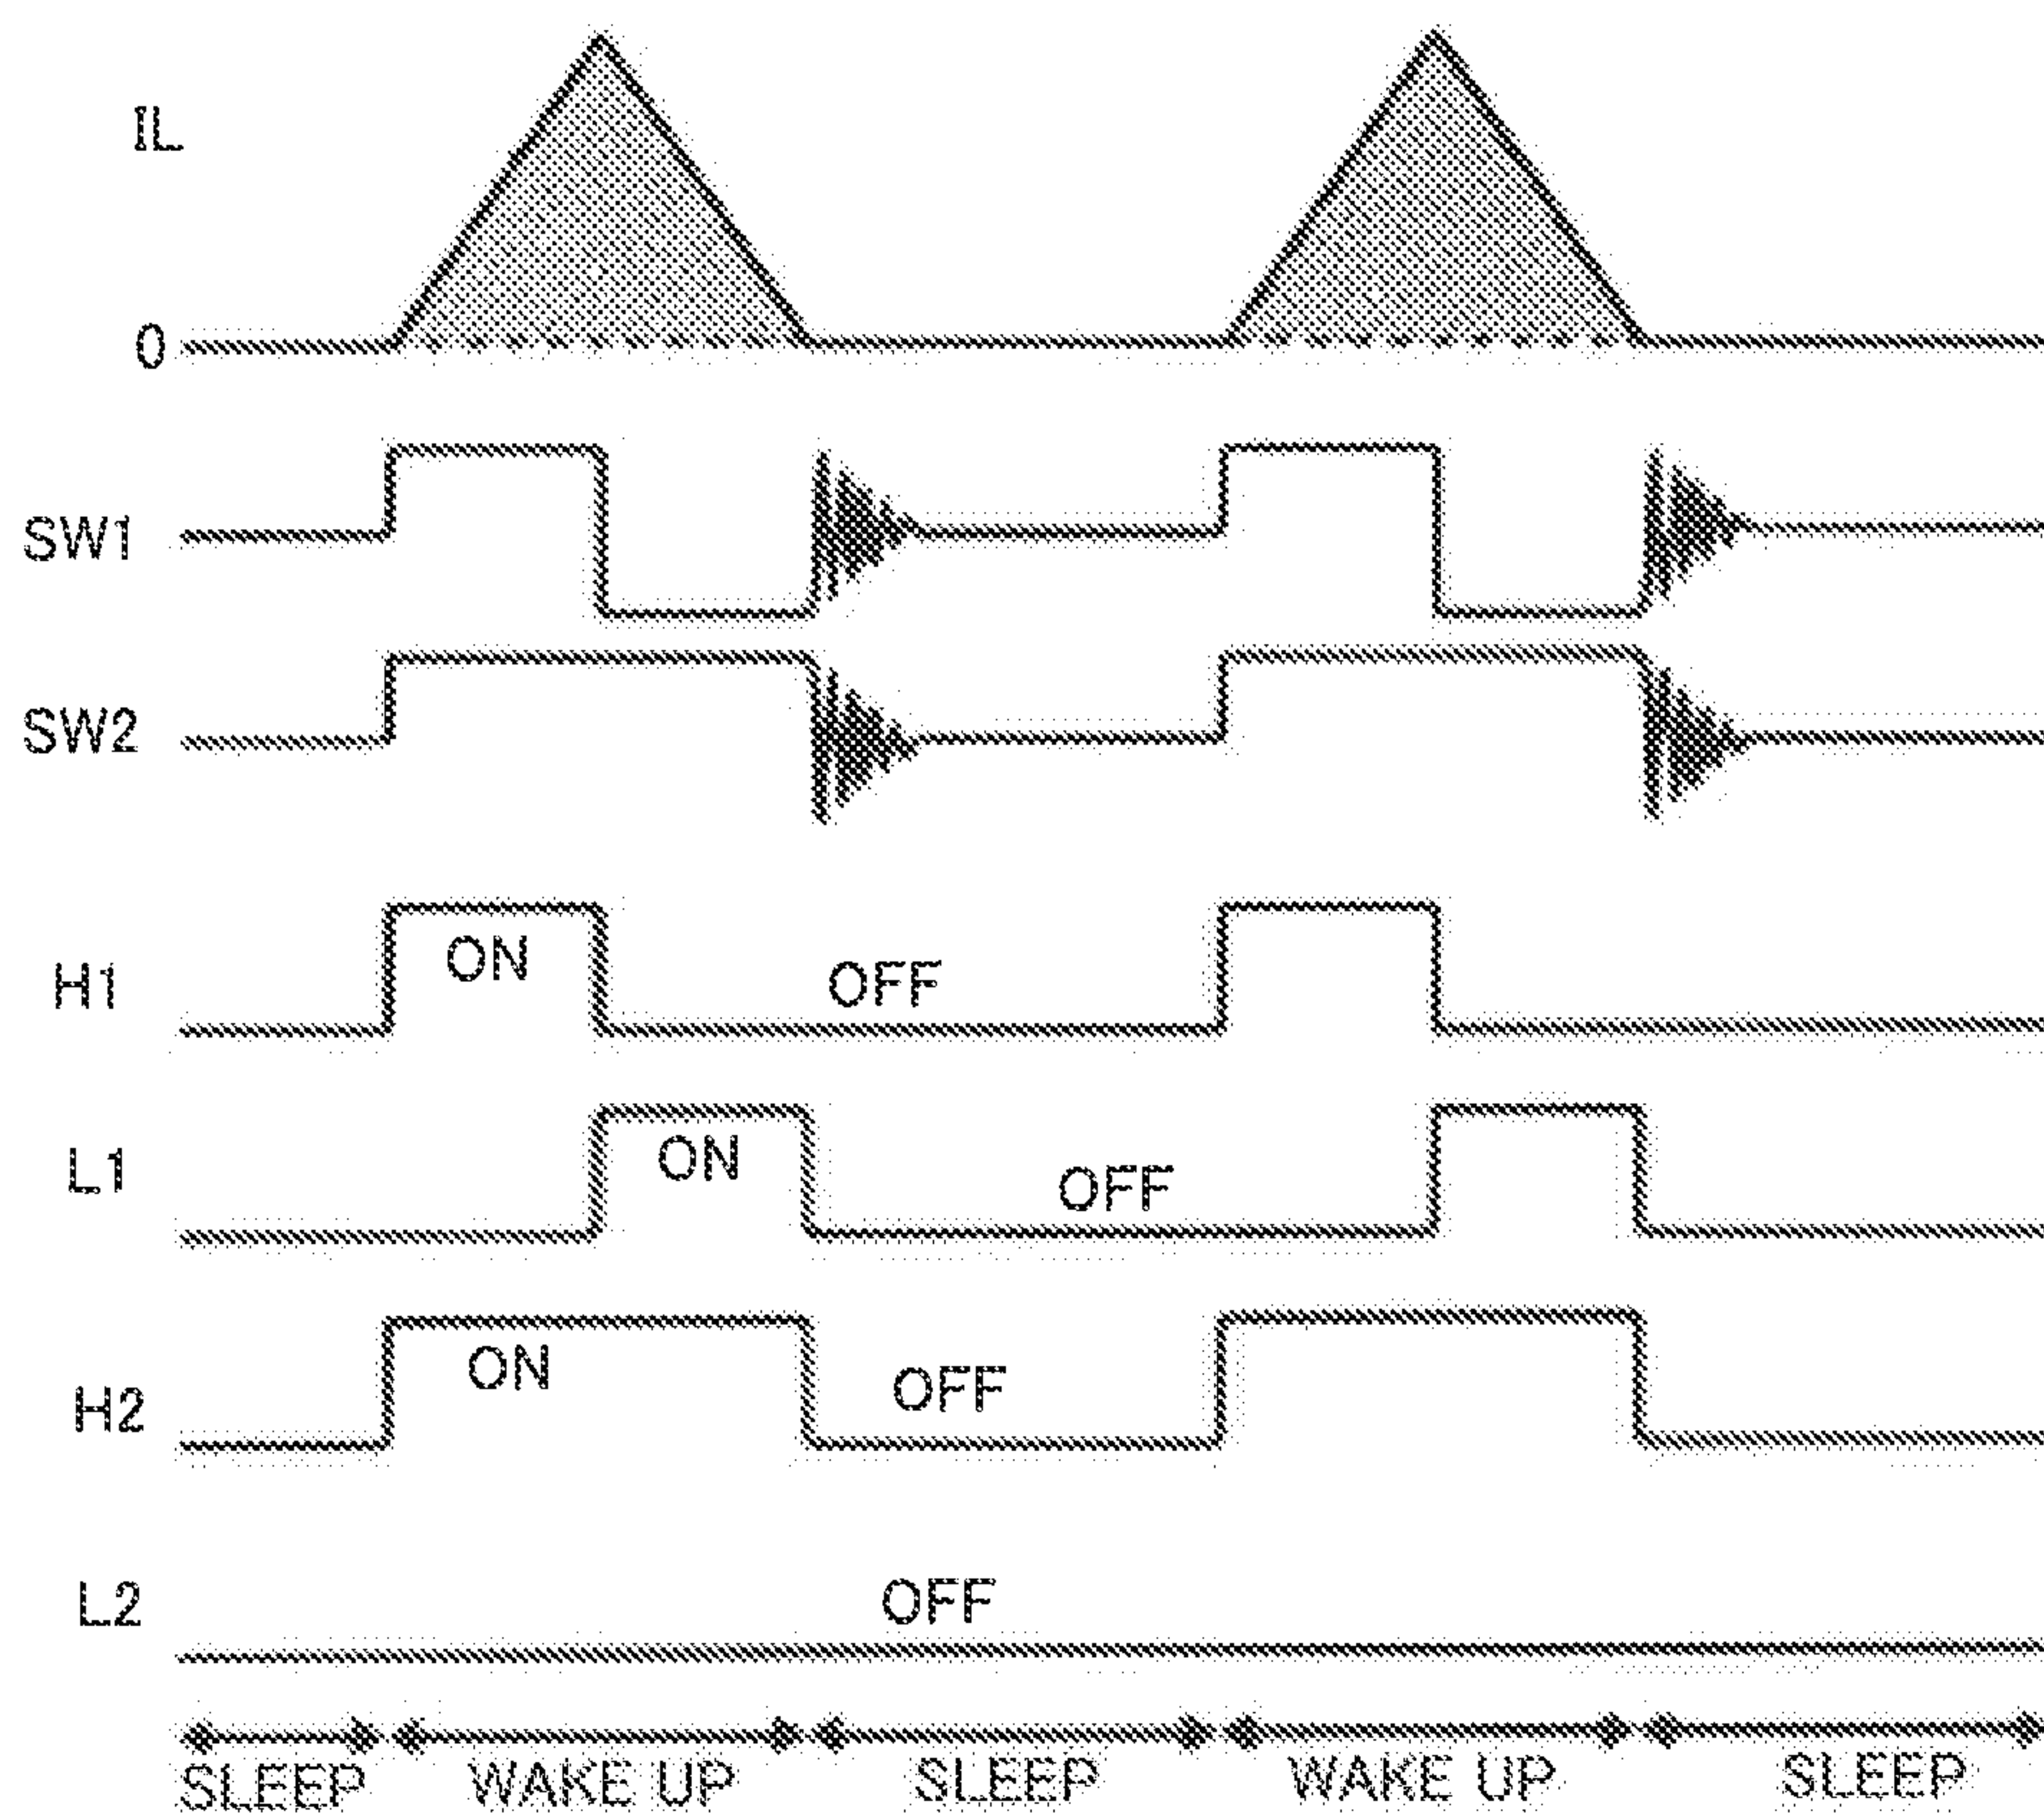 IL
0
SW1
SW2
H1 ON OFF
L1 ON OFF
H2 ON OFF
L2 OFF
SLEEP WAKE UP SLEEP WAKE UP SLEEP